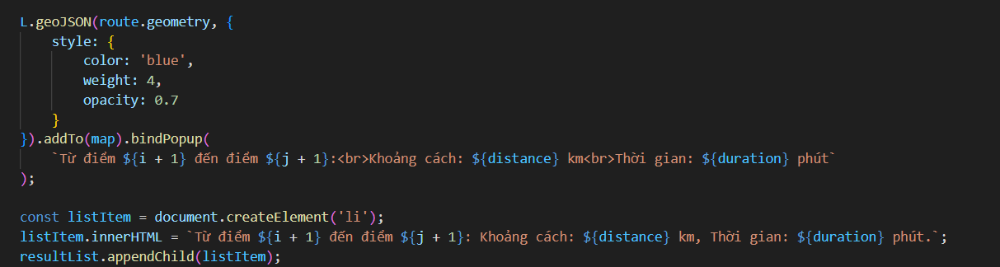 L.geoJSON(route.geometry, {
    style: {
        color: 'blue',
        weight: 4,
        opacity: 0.7
    }
}).addTo(map).bindPopup(
    `Từ điểm ${i + 1} đến điểm ${j + 1}:<br>Khoảng cách: ${distance} km<br>Thời gian: ${duration} phút`
);

const listItem = document.createElement('li');
listItem.innerHTML = `Từ điểm ${i + 1} đến điểm ${j + 1}: Khoảng cách: ${distance} km, Thời gian: ${duration} phút.`;
resultList.appendChild(listItem);